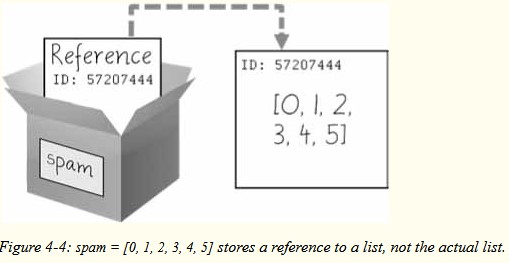 Reference
ID: 57207444
spam
ID: 57207444
[0, 1, 2,
3, 4, 5]
Figure 4-4: spam = [0, 1, 2, 3, 4, 5] stores a reference to a list, not the actual list.